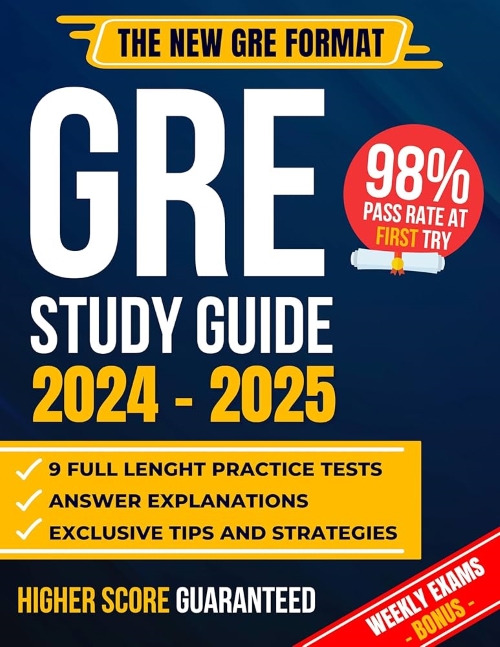 THE NEW GRE FORMAT
GRE
98%
PASS RATE AT
FIRST TRY
STUDY GUIDE
2024 - 2025
9 FULL LENGHT PRACTICE TESTS
ANSWER EXPLANATIONS
EXCLUSIVE TIPS AND STRATEGIES
HIGHER SCORE GUARANTEED
WEEKLY EXAMS
- BONUS -